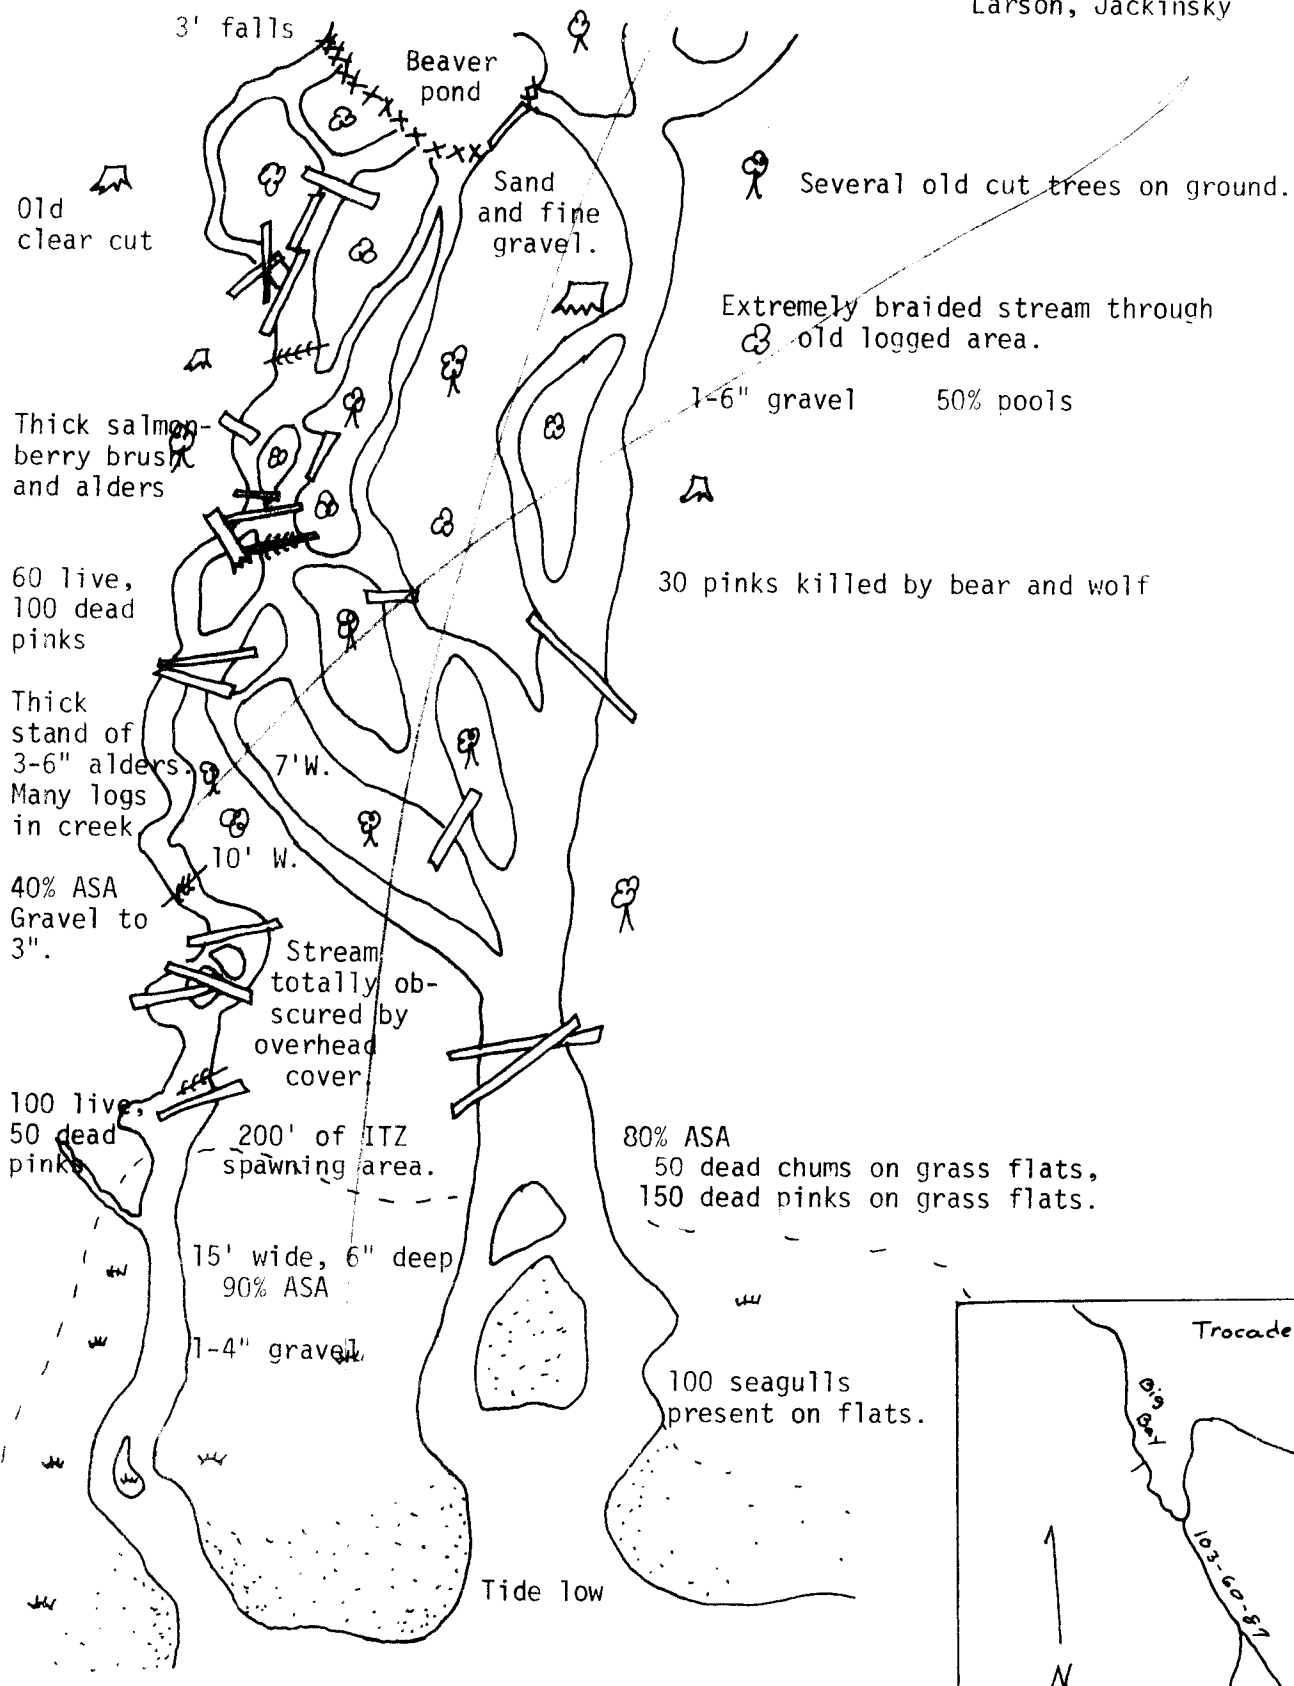 Larson, Jackinsky
3' falls
Beaver
pond
Sand
and fine
gravel.
Several old cut trees on ground.
Old
clear cut
Extremely braided stream through
old logged area.
1-6" gravel 50% pools
Thick salmon-
berry brush
and alders
60 live,
100 dead
pinks
30 pinks killed by bear and wolf
Thick
stand of
3-6" alders.
Many logs
in creek
7'W.
10' W.
40% ASA
Gravel to
3".
Stream
totally ob-
scured by
overhead
cover.
100 live,
50 dead
pinks
200' of ITZ
spawning area.
80% ASA
50 dead chums on grass flats,
150 dead pinks on grass flats.
15' wide, 6" deep
90% ASA
1-4" gravel
100 seagulls
present on flats.
Tide low
Trocade
Big
Bay
103-60-87
N